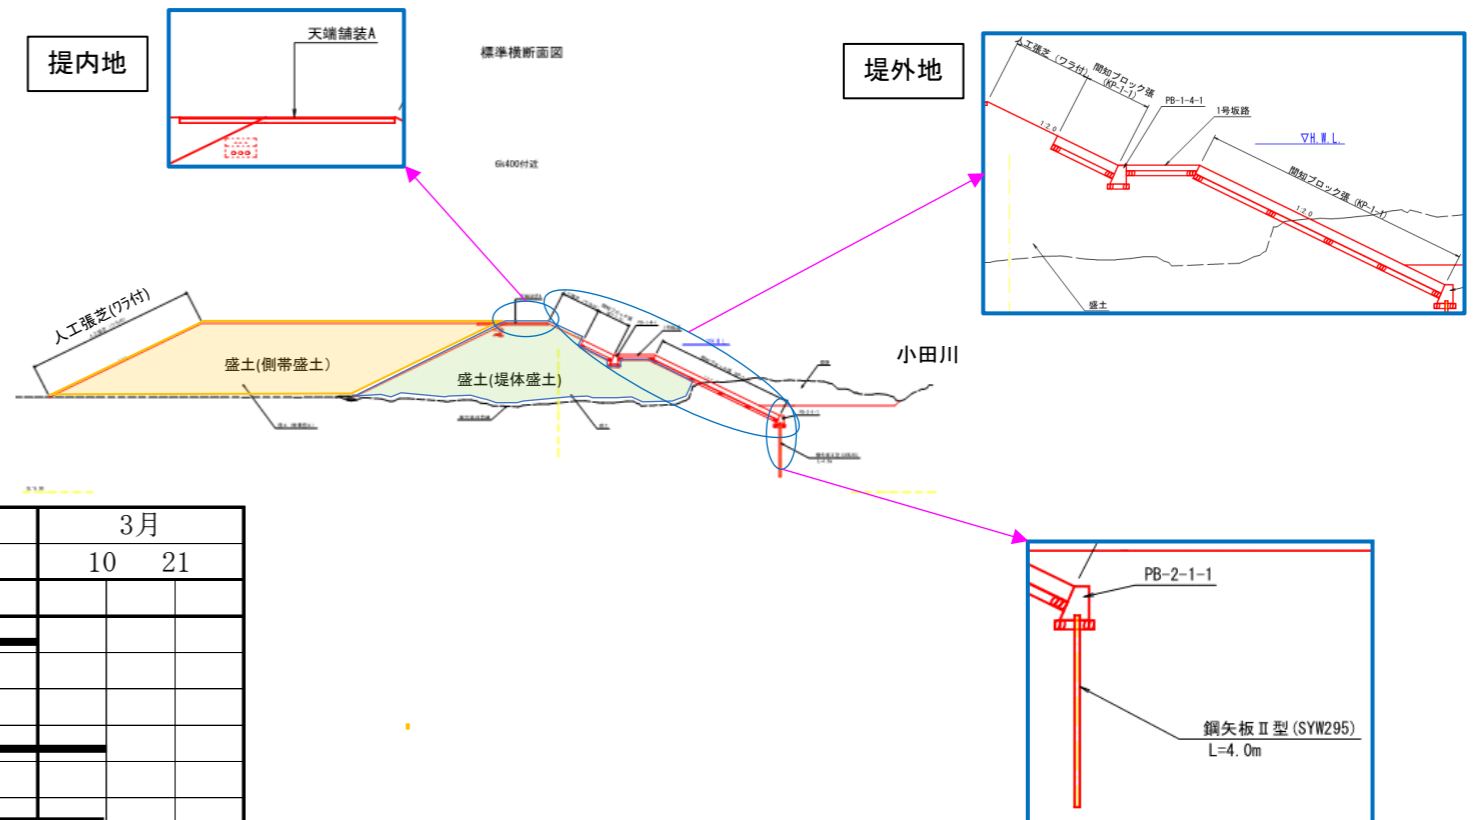 提内地
天端舗装A
標準横断面図
6k400付近
堤外地
人工張芝 (ワラ付)
間知ブロック張
(KP-1-1)
PB-1-4-1
1号坂路
▽H.W.L.
1:2.0
間知ブロック張 (KP-1-1)
1:2.0
盛土
人工張芝(ワラ付)
盛土(側帯盛土)
盛土(堤体盛土)
小田川
3月
10 21
PB-2-1-1
鋼矢板Ⅱ型(SYW295)
L=4.0m